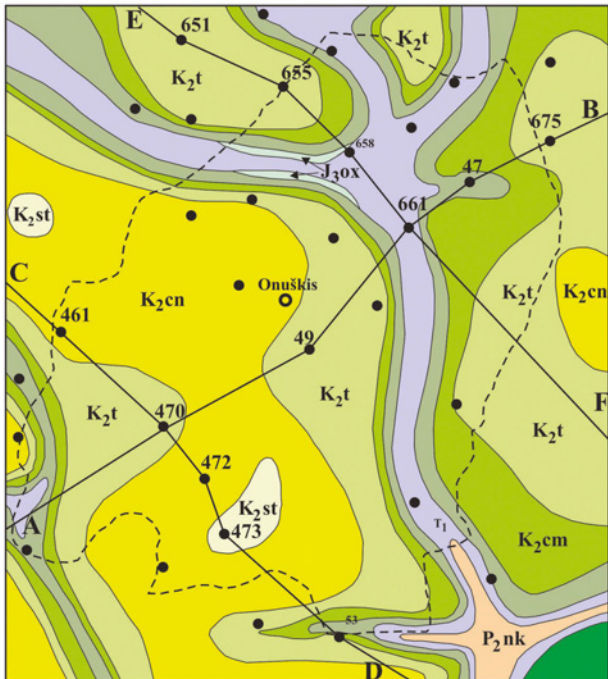 E
651
K₂t
K₂t
655
B
675
658
47
J₃ox
661
K₂st
C
K₂cn
Onuškis
K₂t
K₂cn
461
49
F
K₂t
470
K₂t
K₂t
472
K₂st
A
473
T₁
K₂cm
53
P₂nk
D